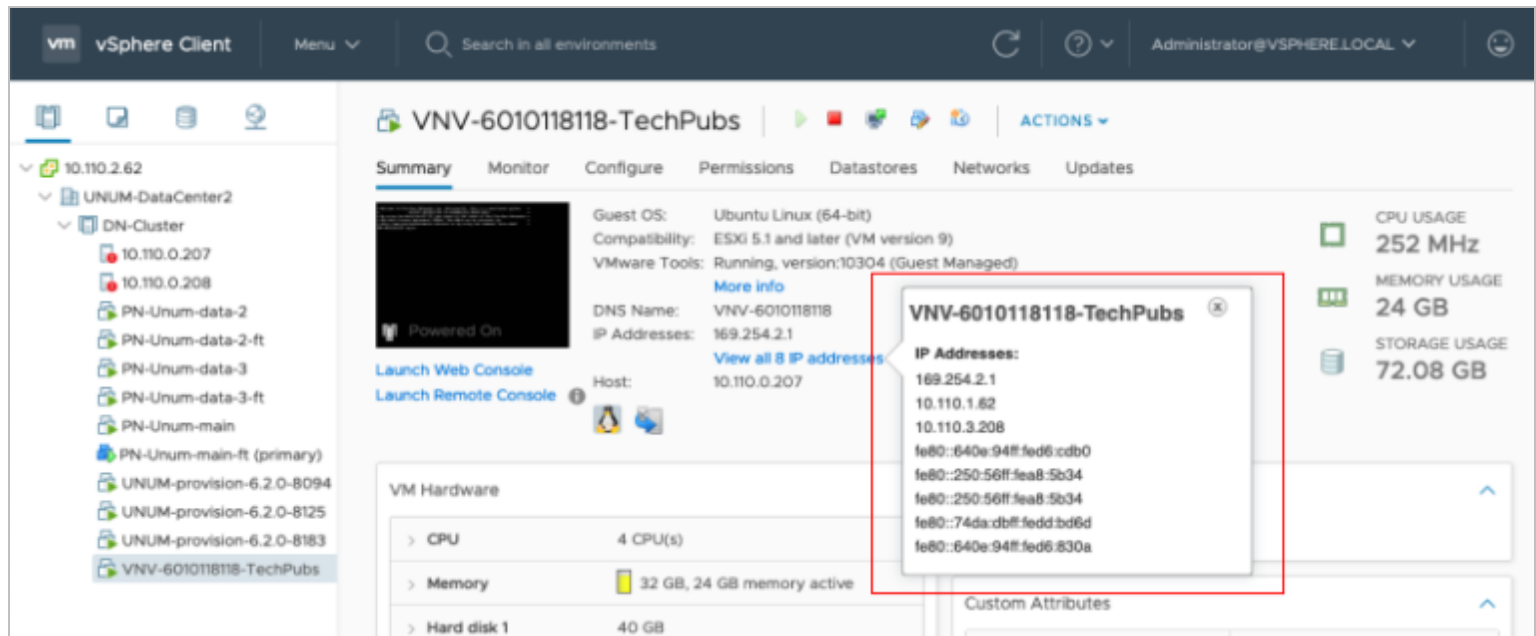 vm vSphere Client Menu Search in all environments Administrator@VSPHERE.LOCAL
10.110.2.62
UNUM-DataCenter2
DN-Cluster
10.110.0.207
10.110.0.208
PN-Unum-data-2
PN-Unum-data-2-ft
PN-Unum-data-3
PN-Unum-data-3-ft
PN-Unum-main
PN-Unum-main-ft (primary)
UNUM-provision-6.2.0-8094
UNUM-provision-6.2.0-8125
UNUM-provision-6.2.0-8183
VNV-6010118118-TechPubs
VNV-6010118118-TechPubs ACTIONS
Summary Monitor Configure Permissions Datastores Networks Updates
Powered On
Launch Web Console
Launch Remote Console
Guest OS: Ubuntu Linux (64-bit)
Compatibility: ESXi 5.1 and later (VM version 9)
VMware Tools: Running, version:10304 (Guest Managed)
More info
DNS Name: VNV-6010118118
IP Addresses: 169.254.2.1
View all 8 IP addresses
Host: 10.110.0.207
VNV-6010118118-TechPubs
IP Addresses:
169.254.2.1
10.110.1.62
10.110.3.208
fe80::640e:94ff:fed6:cdb0
fe80::250:56ff:fea8:5b34
fe80::250:56ff:fea8:5b34
fe80::74da:dbff:fedd:bd6d
fe80::640e:94ff:fed6:830a
CPU USAGE
252 MHz
MEMORY USAGE
24 GB
STORAGE USAGE
72.08 GB
VM Hardware
CPU 4 CPU(s)
Memory 32 GB, 24 GB memory active
Hard disk 1 40 GB
Custom Attributes